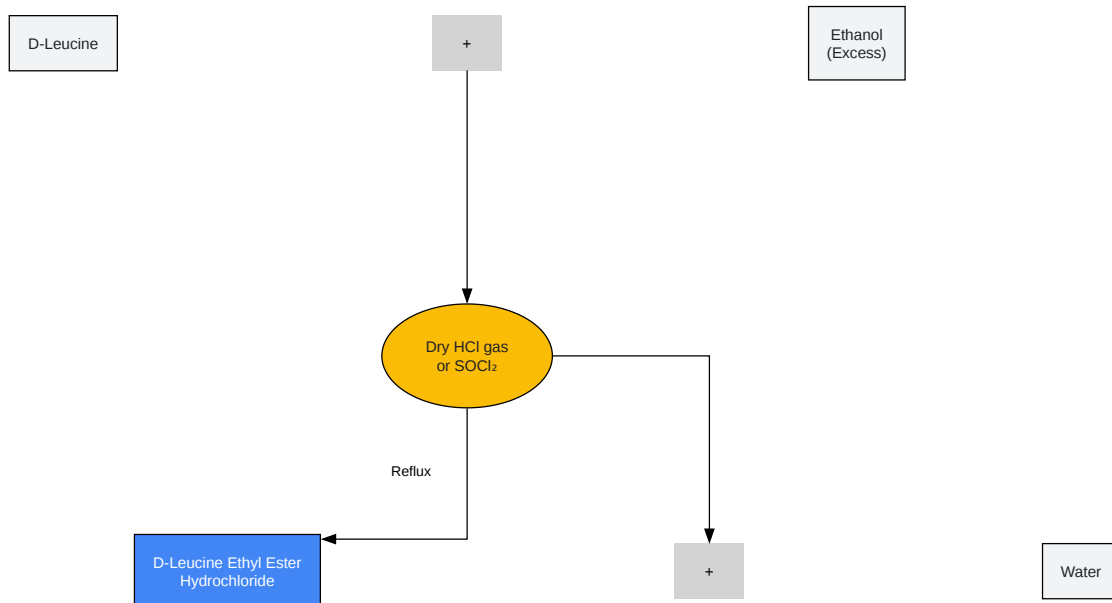 D-Leucine
+
Ethanol
(Excess)
Dry HCl gas
or SOCl₂
Reflux
D-Leucine Ethyl Ester
Hydrochloride
+
Water